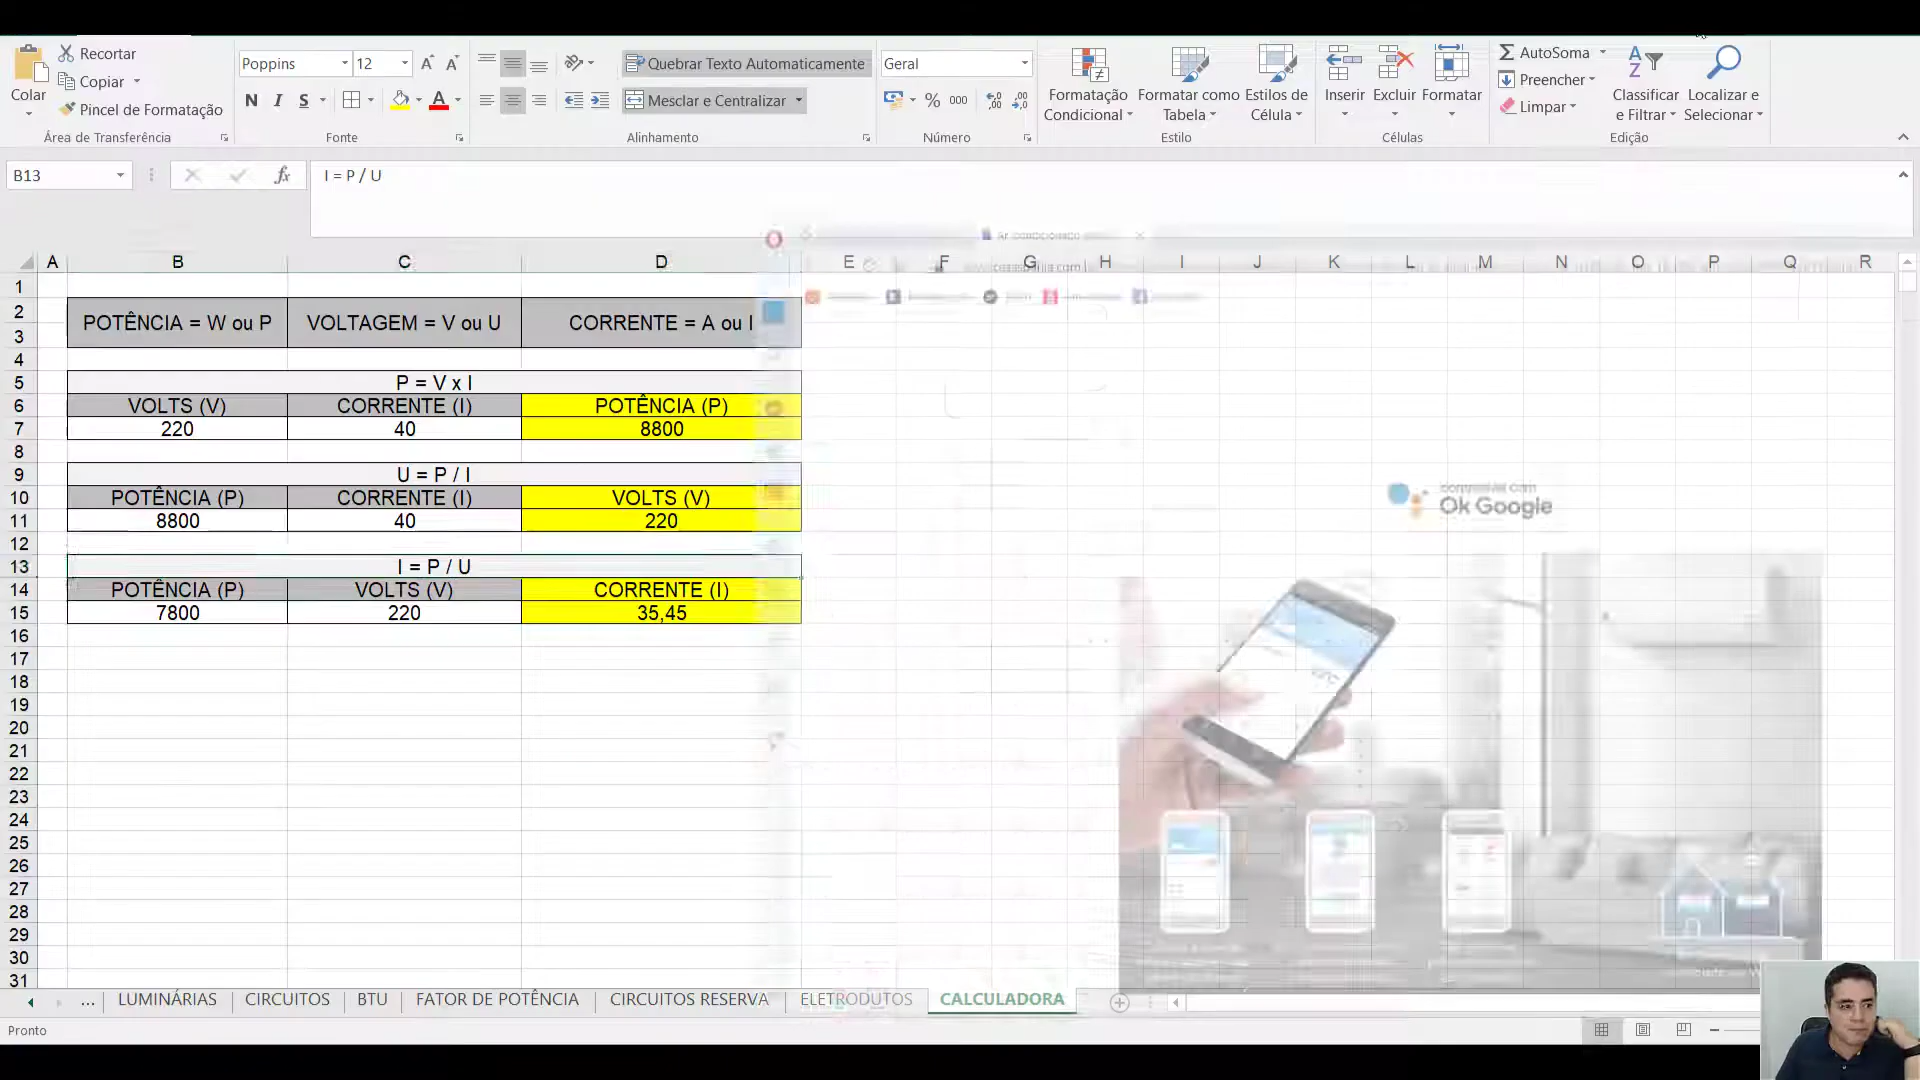 Recortar
Copiar
Pincel de Formatação
Colar
Área de Transferência
Poppins
12
N I S
Fonte
Quebrar Texto Automaticamente
Mesclar e Centralizar
Alinhamento
Geral
% 000
Número
Formatação
Condicional
Formatar como
Tabela
Estilos de
Célula
Estilo
Inserir
Excluir
Formatar
Células
AutoSoma
Preencher
Limpar
Classificar
e Filtrar
Localizar e
Selecionar
Edição
B13
fx
I = P / U
A B C D E F G H I J K L M N O P Q R
1
2
3
POTÊNCIA = W ou P
VOLTAGEM = V ou U
CORRENTE = A ou I
4
5 P = V x I
6 VOLTS (V) CORRENTE (I) POTÊNCIA (P)
7 220 40 8800
8
9 U = P / I
10 POTÊNCIA (P) CORRENTE (I) VOLTS (V)
11 8800 40 220
12
13 I = P / U
14 POTÊNCIA (P) VOLTS (V) CORRENTE (I)
15 7800 220 35,45
16
17
18
19
20
21
22
23
24
25
26
27
28
29
30
31
Ok Google
... LUMINÁRIAS CIRCUITOS BTU FATOR DE POTÊNCIA CIRCUITOS RESERVA ELETRODUTOS CALCULADORA
Pronto